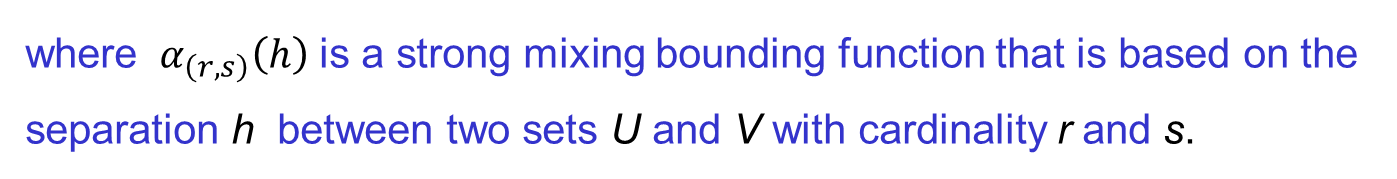 where α(r,s)(h) is a strong mixing bounding function that is based on the
separation h between two sets U and V with cardinality r and s.